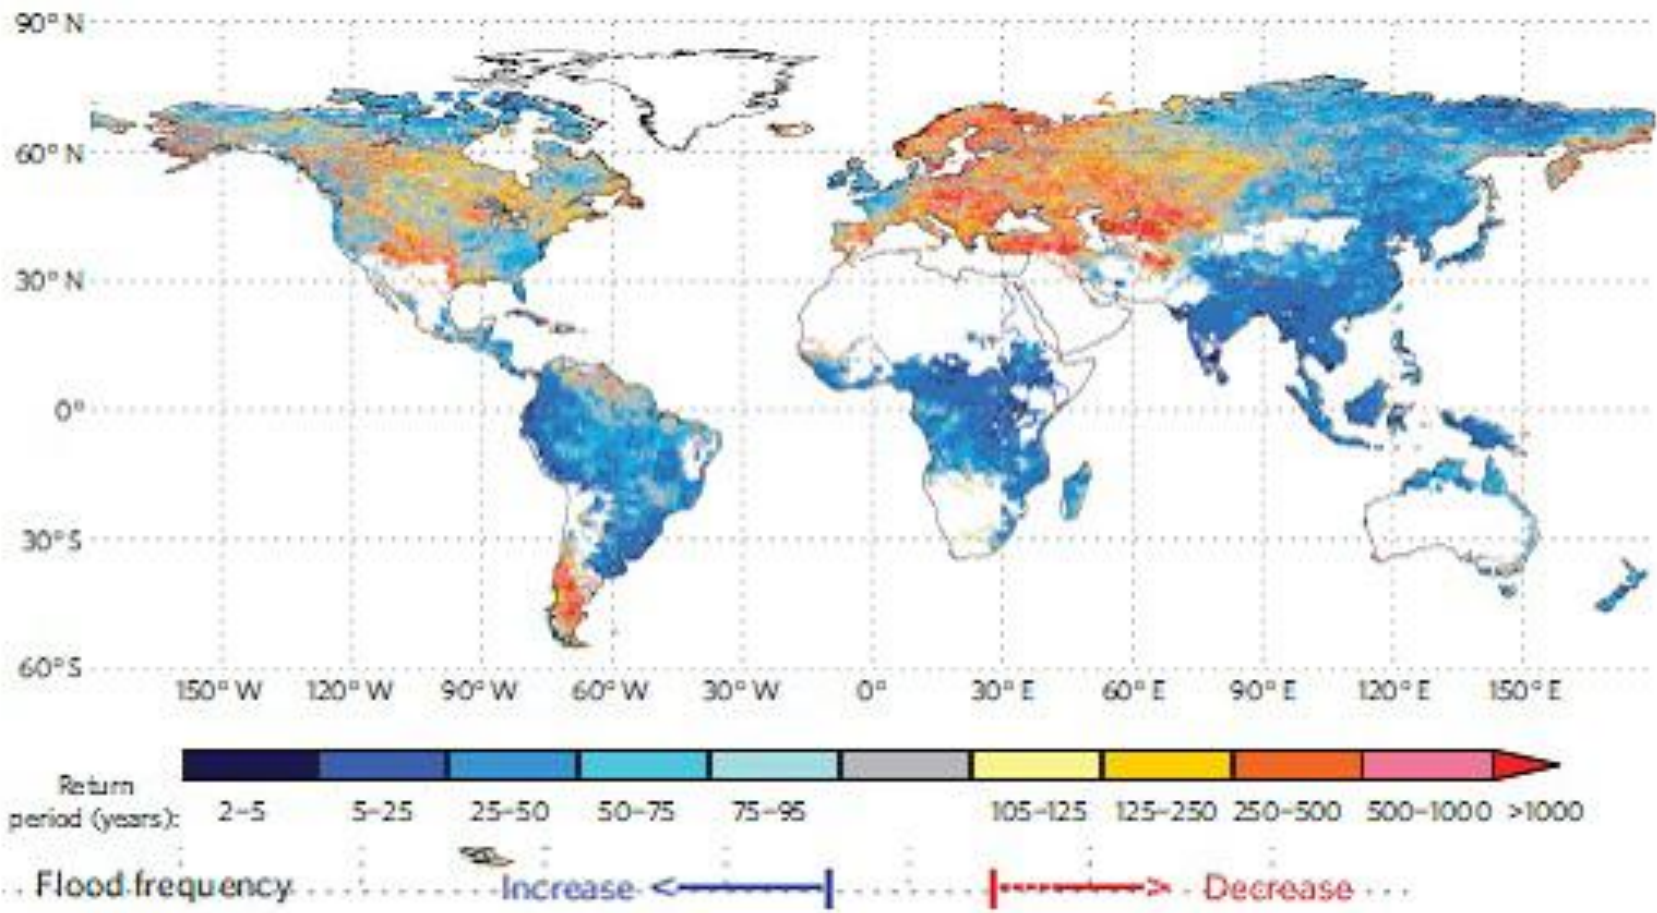 90° N
60° N
30° N
0°
30° S
60° S
150° W 120° W 90° W 60° W 30° W 0° 30° E 60° E 90° E 120° E 150° E
Return
period (years): 2–5 5–25 25–50 50–75 75–95 105–125 125–250 250–500 500–1000 >1000
Flood frequency Increase Decrease